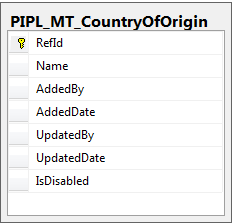 PIPL_MT_CountryOfOrigin
RefId
Name
AddedBy
AddedDate
UpdatedBy
UpdatedDate
IsDisabled